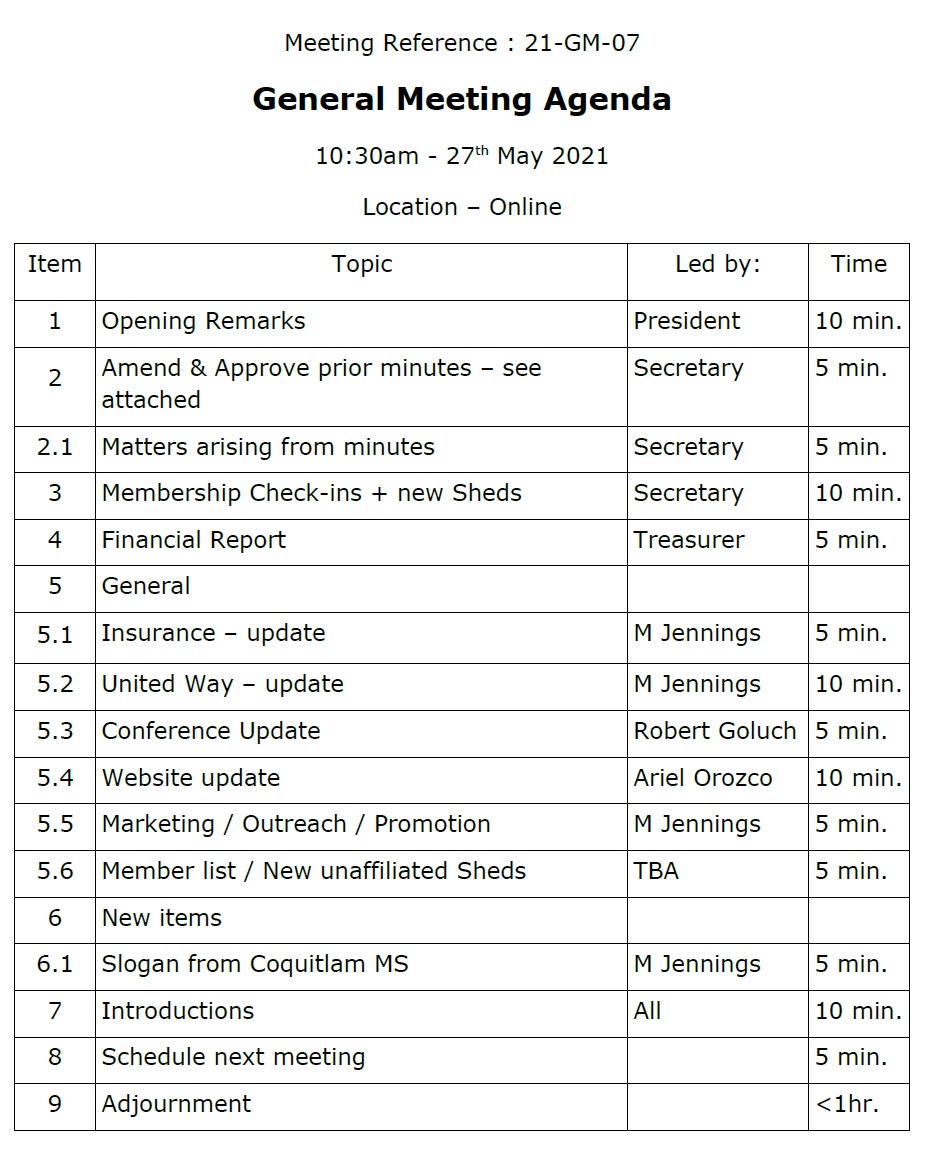 Meeting Reference : 21-GM-07
General Meeting Agenda
10:30am - 27th May 2021
Location – Online
Item Topic Led by: Time
1 Opening Remarks President 10 min.
2 Amend & Approve prior minutes – see attached Secretary 5 min.
2.1 Matters arising from minutes Secretary 5 min.
3 Membership Check-ins + new Sheds Secretary 10 min.
4 Financial Report Treasurer 5 min.
5 General
5.1 Insurance – update M Jennings 5 min.
5.2 United Way – update M Jennings 10 min.
5.3 Conference Update Robert Goluch 5 min.
5.4 Website update Ariel Orozco 10 min.
5.5 Marketing / Outreach / Promotion M Jennings 5 min.
5.6 Member list / New unaffiliated Sheds TBA 5 min.
6 New items
6.1 Slogan from Coquitlam MS M Jennings 5 min.
7 Introductions All 10 min.
8 Schedule next meeting 5 min.
9 Adjournment <1hr.